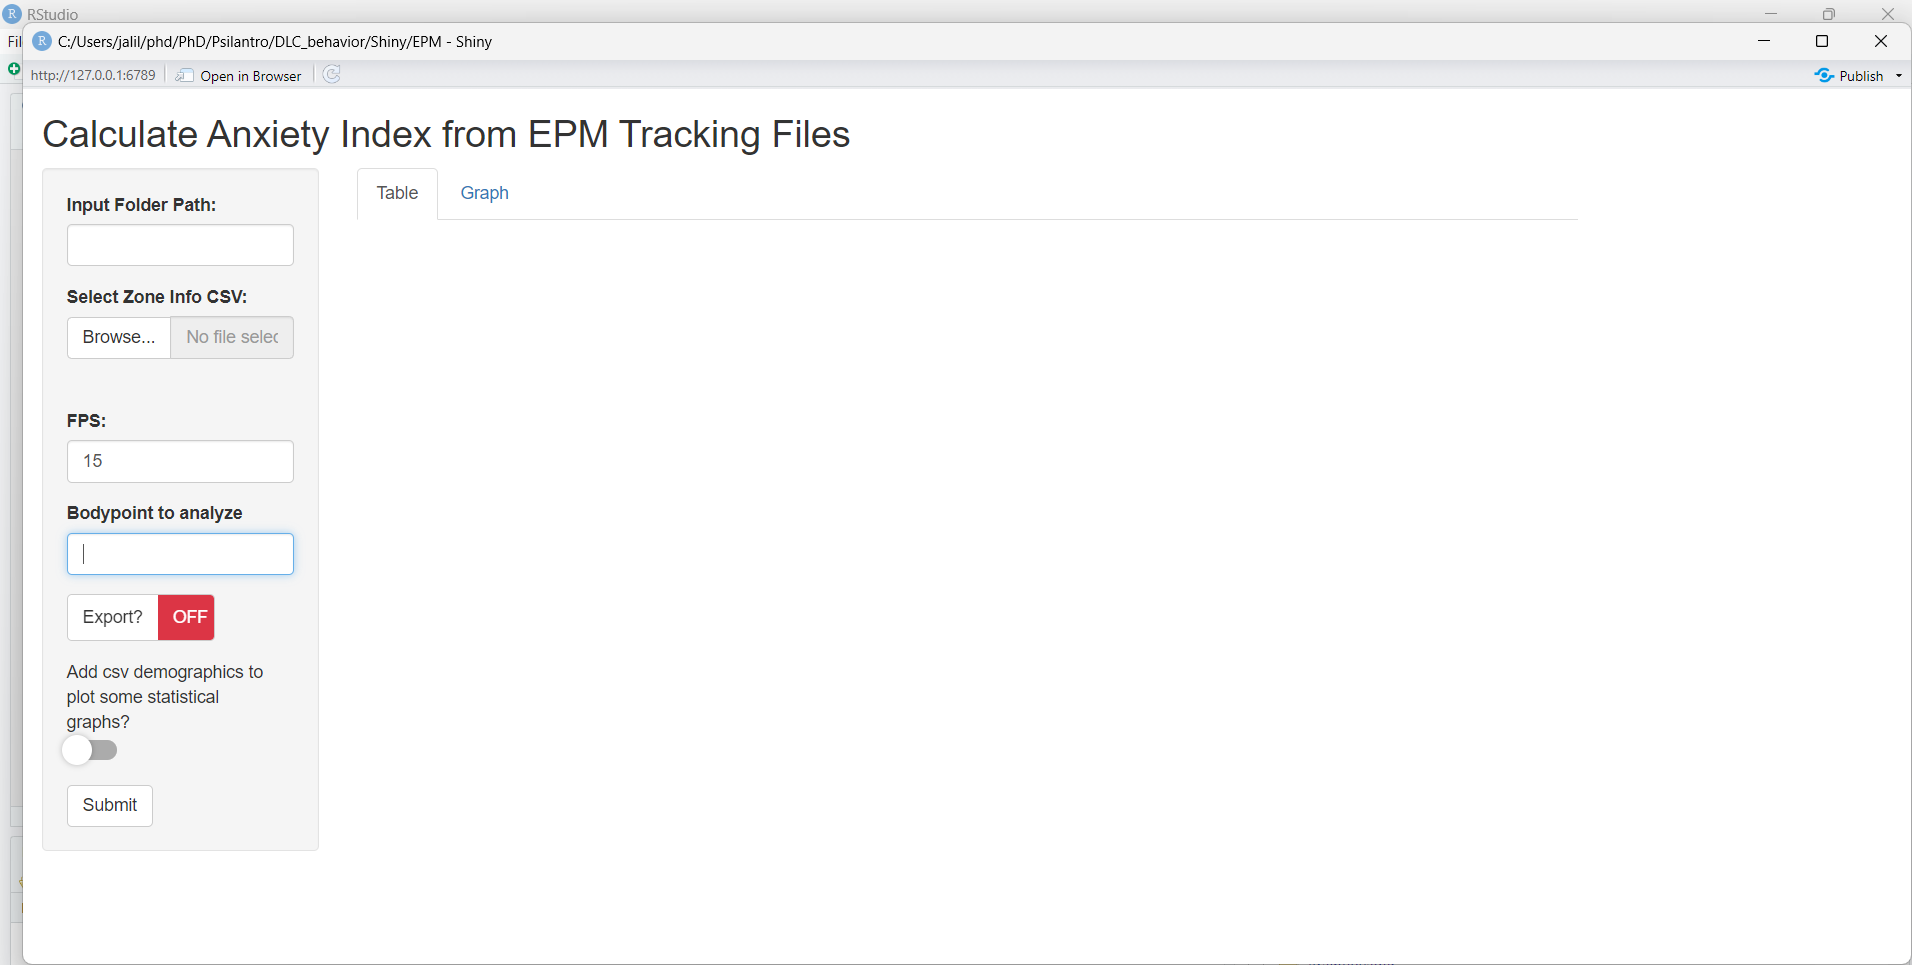 RStudio
Fil
C:/Users/jalil/phd/PhD/Psilantro/DLC_behavior/Shiny/EPM - Shiny
http://127.0.0.1:6789 Open in Browser Publish
Calculate Anxiety Index from EPM Tracking Files
Table Graph
Input Folder Path:
Select Zone Info CSV:
Browse... No file selec
FPS:
15
Bodypoint to analyze
Export? OFF
Add csv demographics to
plot some statistical
graphs?
Submit